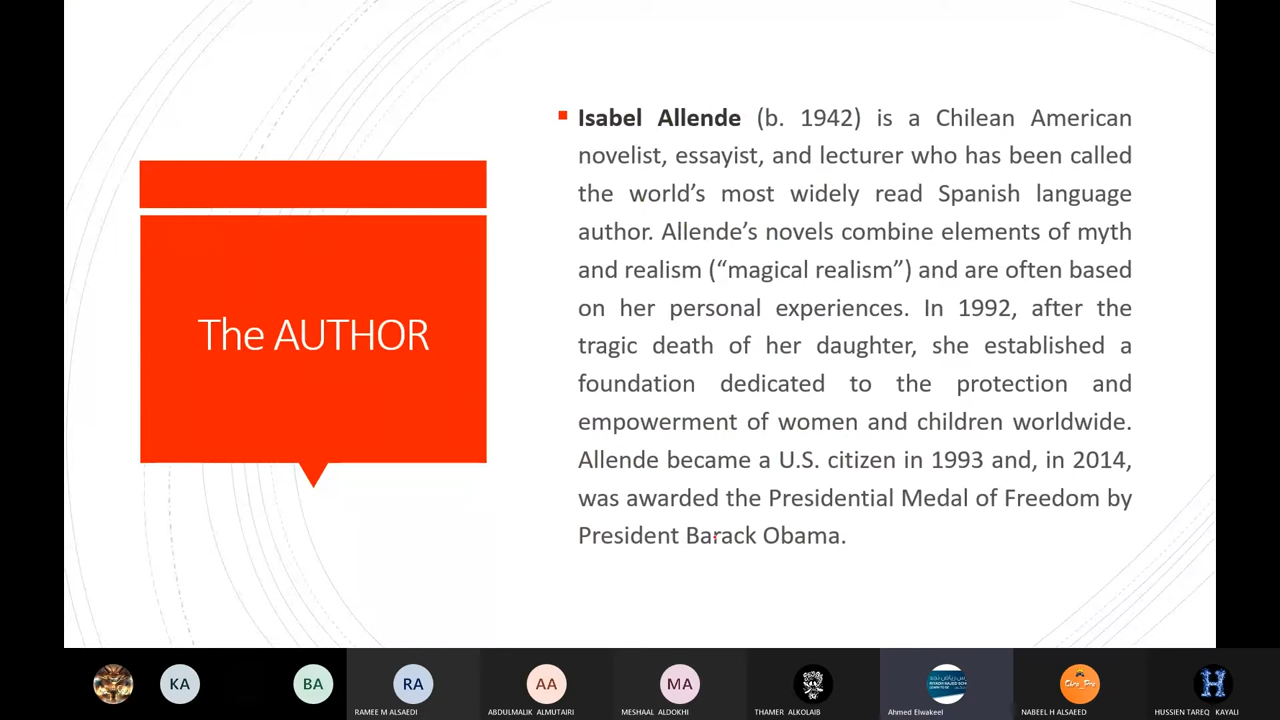 The AUTHOR
Isabel Allende (b. 1942) is a Chilean American
novelist, essayist, and lecturer who has been called
the world’s most widely read Spanish language
author. Allende’s novels combine elements of myth
and realism (“magical realism”) and are often based
on her personal experiences. In 1992, after the
tragic death of her daughter, she established a
foundation dedicated to the protection and
empowerment of women and children worldwide.
Allende became a U.S. citizen in 1993 and, in 2014,
was awarded the Presidential Medal of Freedom by
President Barack Obama.
KA
BA
RA
AA
MA
RAMEE M ALSAEDI
ABDULMALIK ALMUTAIRI
MESHAAL ALDOKHI
THAMER ALKOLAIB
Ahmed Elwakeel
NABEEL H ALSAEED
HUSSIEN TAREQ KAYALI